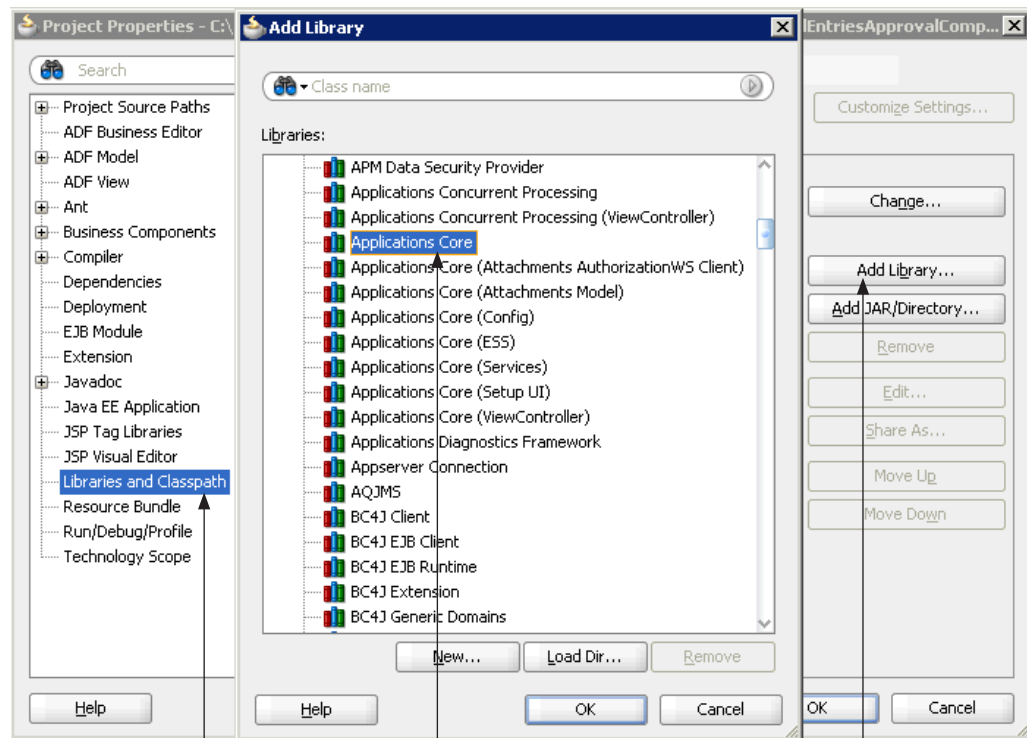 Project Properties - C:\
Search
Project Source Paths
ADF Business Editor
ADF Model
ADF View
Ant
Business Components
Compiler
Dependencies
Deployment
EJB Module
Extension
Javadoc
Java EE Application
JSP Tag Libraries
JSP Visual Editor
Libraries and Classpath
Resource Bundle
Run/Debug/Profile
Technology Scope
Help
Add Library
Class name
Libraries:
APM Data Security Provider
Applications Concurrent Processing
Applications Concurrent Processing (ViewController)
Applications Core
Applications Core (Attachments AuthorizationWS Client)
Applications Core (Attachments Model)
Applications Core (Config)
Applications Core (ESS)
Applications Core (Services)
Applications Core (Setup UI)
Applications Core (ViewController)
Applications Diagnostics Framework
Appserver Connection
AQJMS
BC4J Client
BC4J EJB Client
BC4J EJB Runtime
BC4J Extension
BC4J Generic Domains
New...
Load Dir...
Remove
Help
OK
Cancel
lEntriesApprovalComp...
Customize Settings...
Change...
Add Library...
Add JAR/Directory...
Remove
Edit...
Share As...
Move Up
Move Down
OK
Cancel